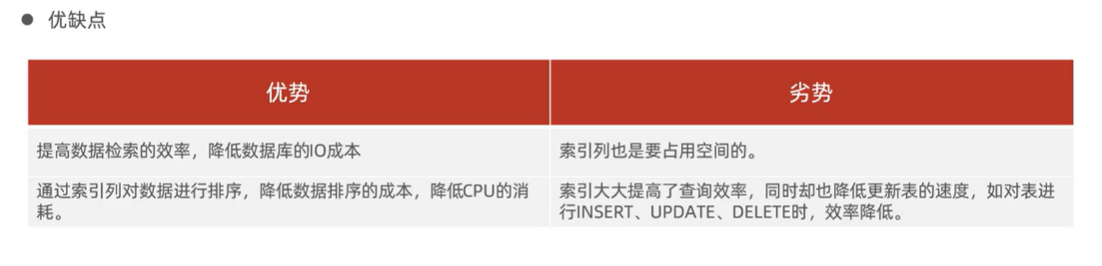 ● 优缺点
优势
劣势
提高数据检索的效率，降低数据库的IO成本
索引列也是要占用空间的。
通过索引列对数据进行排序，降低数据排序的成本，降低CPU的消
耗。
索引大大提高了查询效率，同时却也降低更新表的速度，如对表进
行INSERT、UPDATE、DELETE时，效率降低。